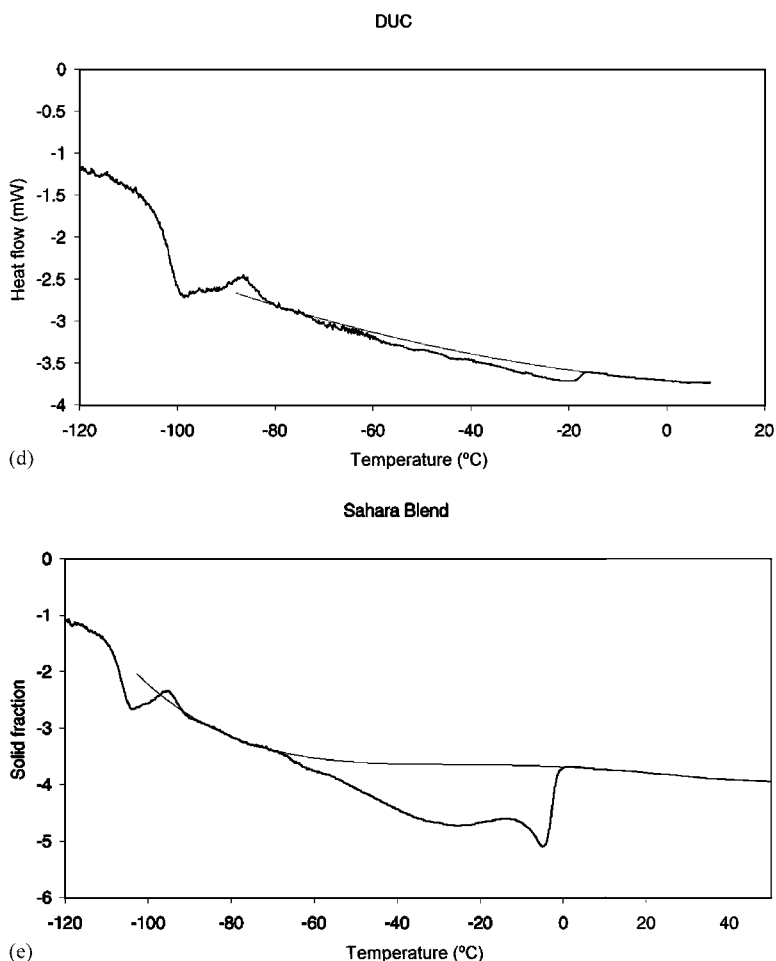 DUC
0
-0.5
-1
-1.5
-2
-2.5
-3
-3.5
-4
Heat flow (mW)
-120 -100 -80 -60 -40 -20 0 20
Temperature (ºC)
(d)
Sahara Blend
0
-1
-2
-3
-4
-5
-6
Solid fraction
-120 -100 -80 -60 -40 -20 0 20 40
Temperature (ºC)
(e)